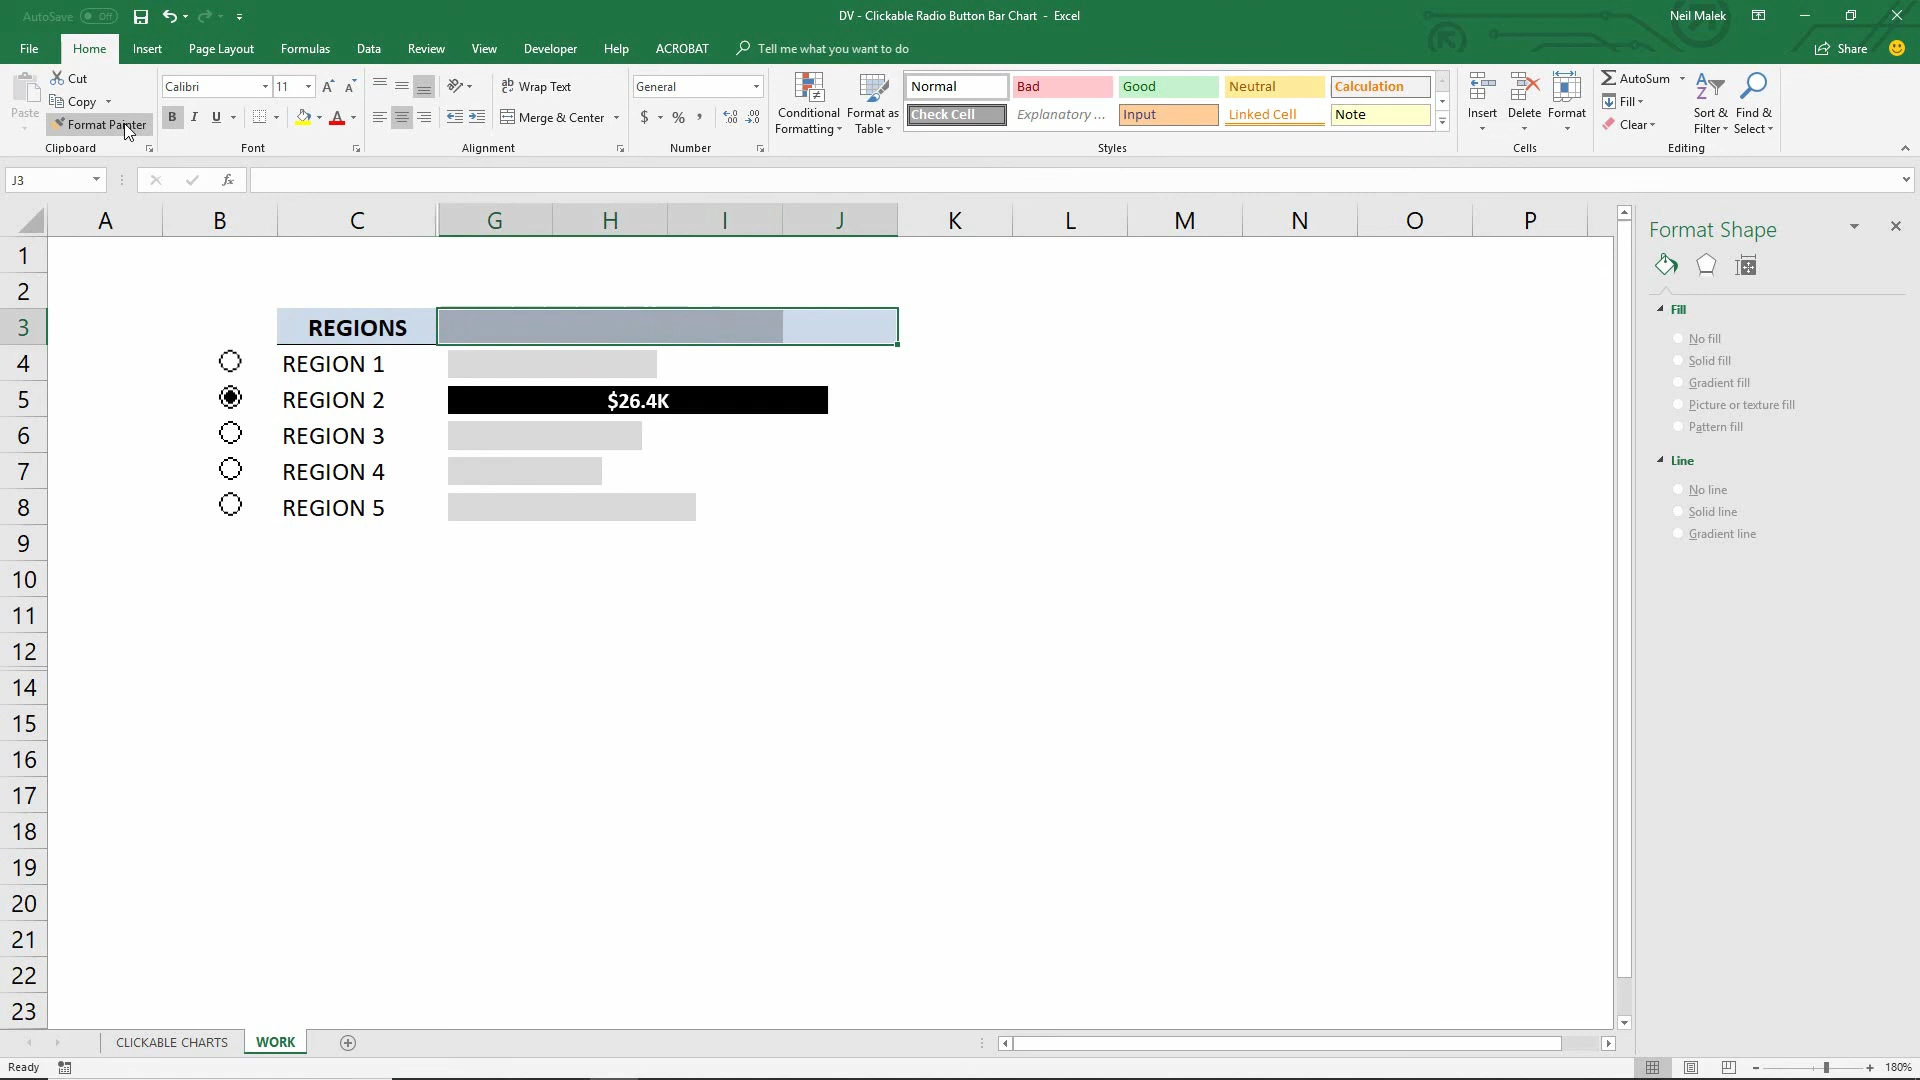 AutoSave Off
DV - Clickable Radio Button Bar Chart - Excel
Neil Malek
File Home Insert Page Layout Formulas Data Review View Developer Help ACROBAT Tell me what you want to do
Share
Paste
Cut
Copy
Format Painter
Clipboard
Calibri 11
B I U
Font
Wrap Text
Merge & Center
Alignment
General
$ %
Number
Conditional Formatting
Format as Table
Normal Bad Good Neutral Calculation
Check Cell Explanatory ... Input Linked Cell Note
Styles
Insert Delete Format
Cells
AutoSum
Fill
Clear
Sort & Filter
Find & Select
Editing
J3
fx
A B C G H I J K L M N O P
1
2
3 REGIONS
4 REGION 1
5 REGION 2 $26.4K
6 REGION 3
7 REGION 4
8 REGION 5
9
10
11
12
14
15
16
17
18
19
20
21
22
23
Format Shape
Fill
No fill
Solid fill
Gradient fill
Picture or texture fill
Pattern fill
Line
No line
Solid line
Gradient line
CLICKABLE CHARTS WORK
Ready
180%